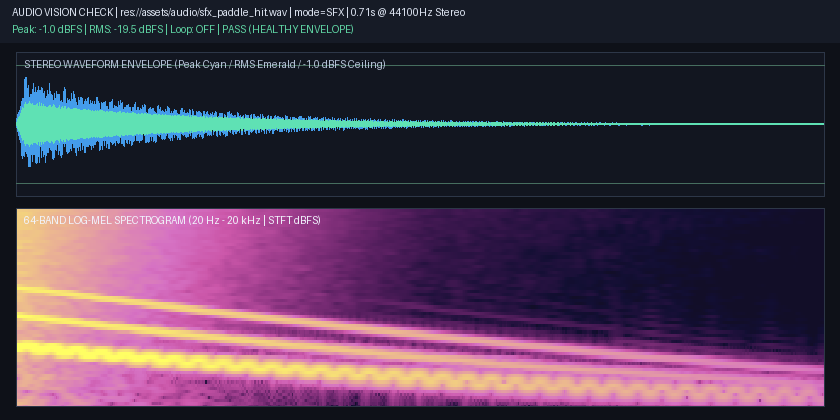 AUDIO VISION CHECK | res://assets/audio/sfx_paddle_hit.wav | mode=SFX | 0.71s @ 44100Hz Stereo
Peak: -1.0 dBFS | RMS: -19.5 dBFS | Loop: OFF | PASS (HEALTHY ENVELOPE)
STEREO WAVEFORM ENVELOPE (Peak Cyan / RMS Emerald / -1.0 dBFS Ceiling)
64-BAND LOG-MEL SPECTROGRAM (20 Hz - 20 kHz | STFT dBFS)